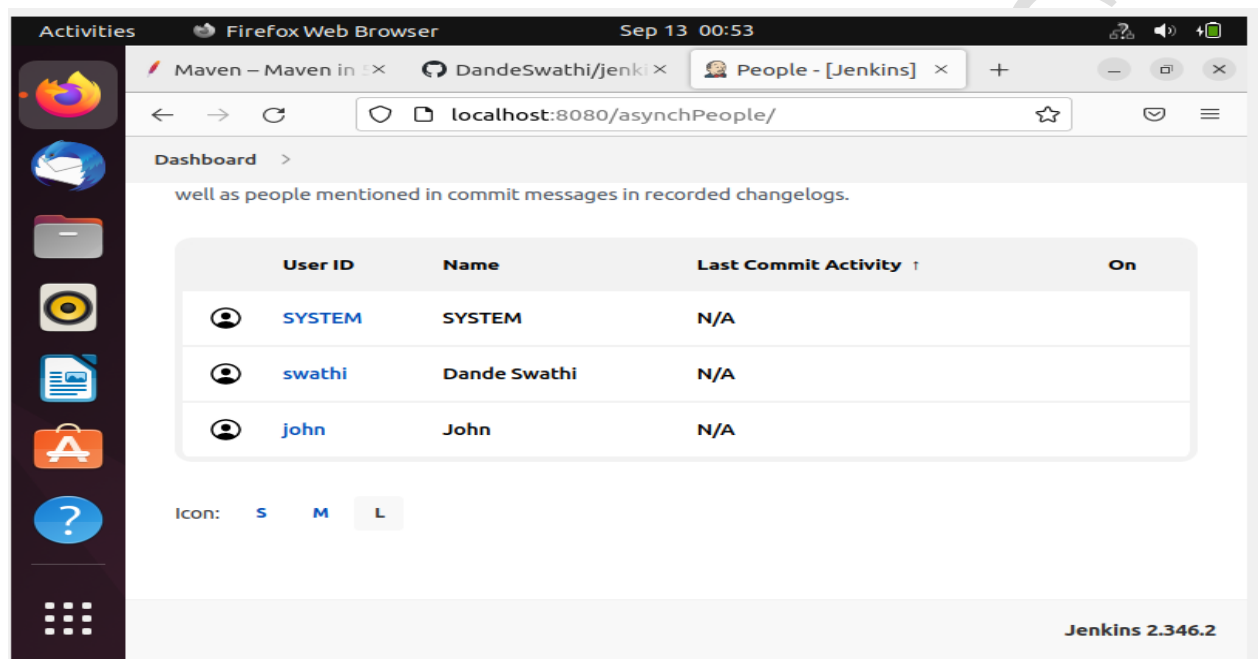 Activities Firefox Web Browser Sep 13 00:53
Maven – Maven in 5 DandeSwathi/jenki People - [Jenkins]
localhost:8080/asynchPeople/
Dashboard >
well as people mentioned in commit messages in recorded changelogs.
User ID Name Last Commit Activity ↑ On
SYSTEM SYSTEM N/A
swathi Dande Swathi N/A
john John N/A
Icon: S M L
Jenkins 2.346.2